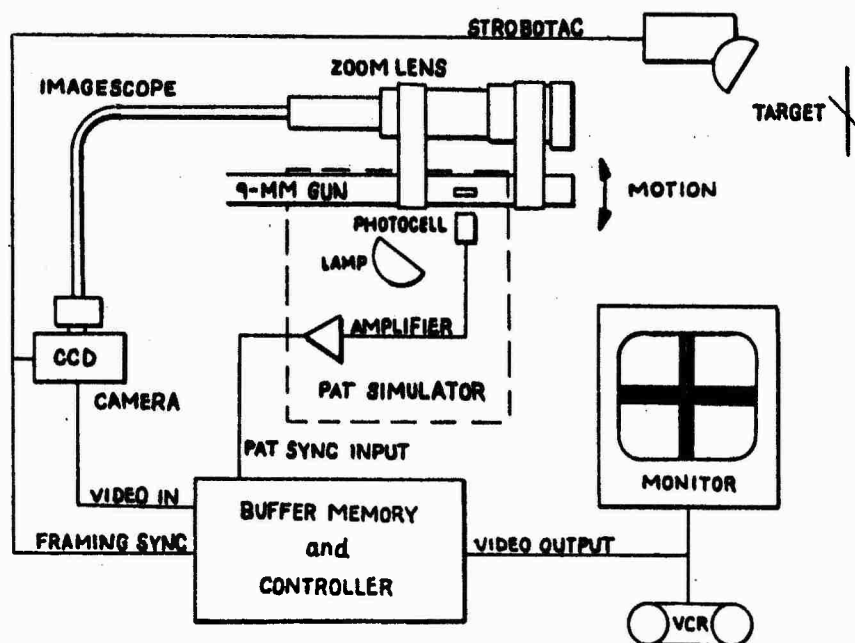 STROBOTAC
ZOOM LENS
IMAGESCOPE
TARGET
9-MM GUN
MOTION
PHOTOCELL
LAMP
AMPLIFIER
CCD
CAMERA
PAT SIMULATOR
PAT SYNC INPUT
MONITOR
VIDEO IN
BUFFER MEMORY
and
CONTROLLER
FRAMING SYNC
VIDEO OUTPUT
VCR